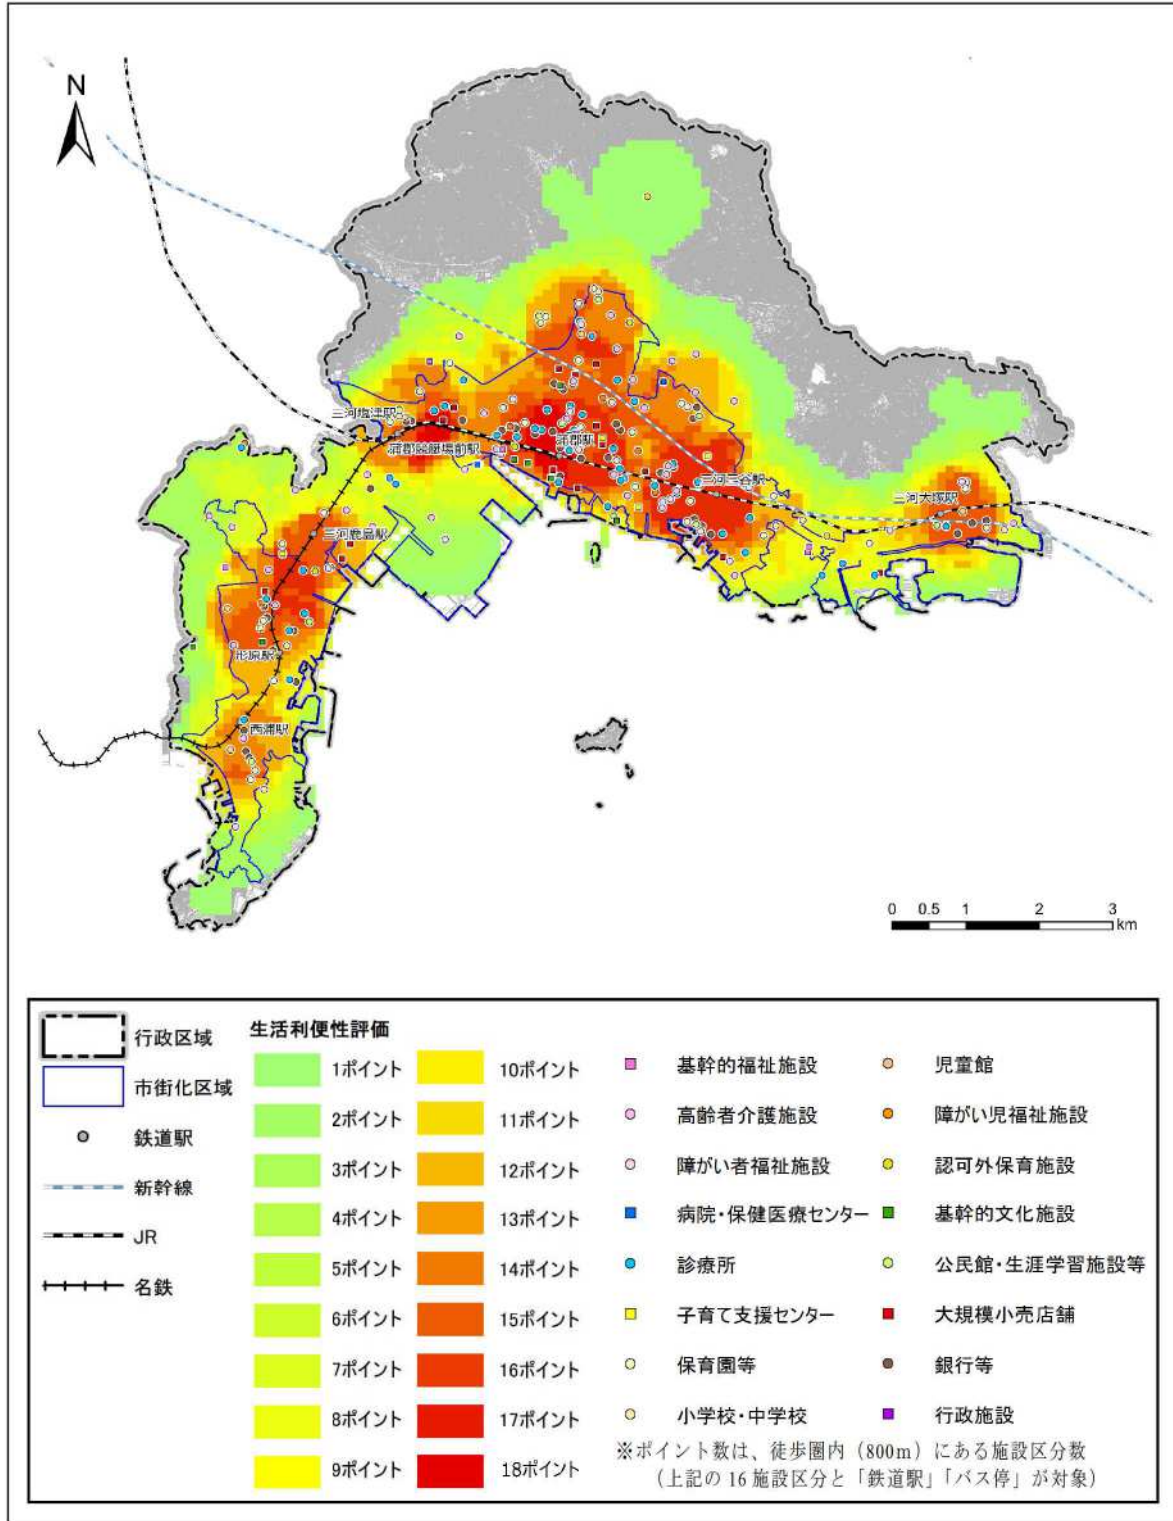 N
三河塩津駅
蒲郡競艇場前駅
蒲郡駅
三河三谷駅
三河大塚駅
三河鹿島駅
形原駅
西浦駅
0 0.5 1 2 3
km
行政区域
市街化区域
鉄道駅
新幹線
JR
名鉄
生活利便性評価
1ポイント
2ポイント
3ポイント
4ポイント
5ポイント
6ポイント
7ポイント
8ポイント
9ポイント
10ポイント
11ポイント
12ポイント
13ポイント
14ポイント
15ポイント
16ポイント
17ポイント
18ポイント
基幹的福祉施設
高齢者介護施設
障がい者福祉施設
病院・保健医療センター
診療所
子育て支援センター
保育園等
小学校・中学校
児童館
障がい児福祉施設
認可外保育施設
基幹的文化施設
公民館・生涯学習施設等
大規模小売店舗
銀行等
行政施設
※ポイント数は、徒歩圏内（800m）にある施設区分数
（上記の 16 施設区分と「鉄道駅」「バス停」が対象）